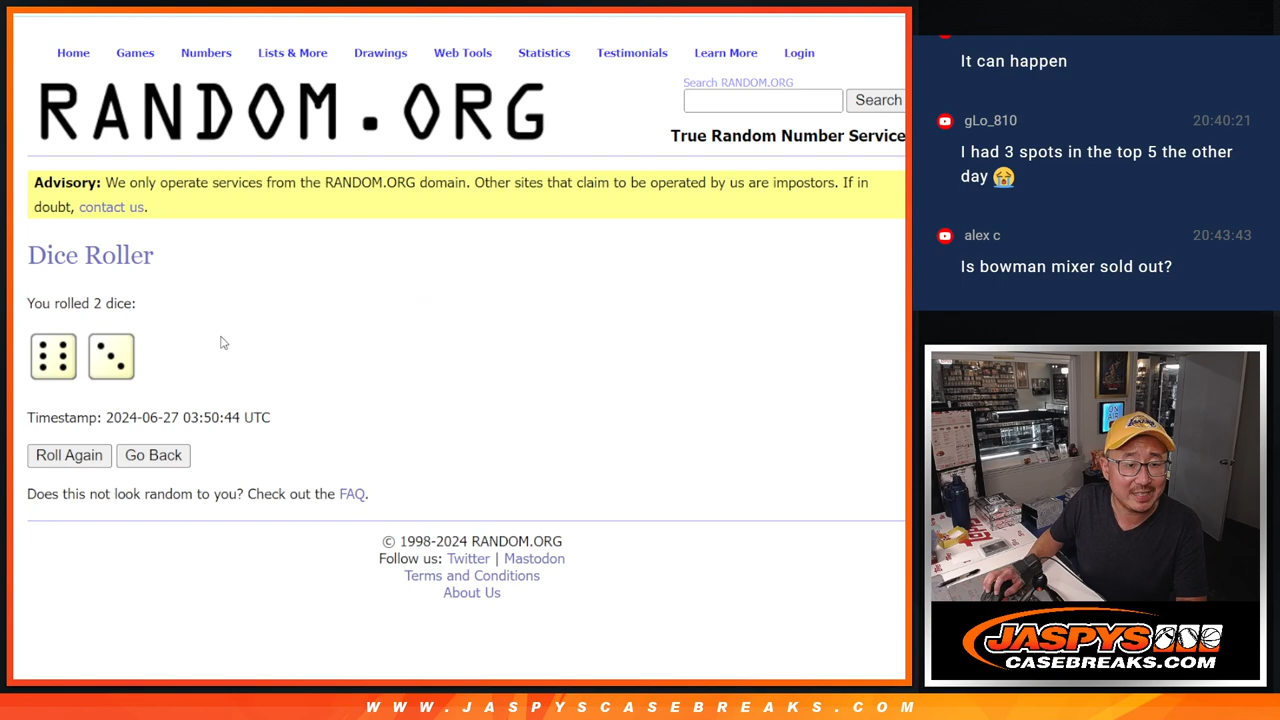 Home Games Numbers Lists & More Drawings Web Tools Statistics Testimonials Learn More Login
RANDOM.ORG
Search RANDOM.ORG
Search
True Random Number Service
Advisory: We only operate services from the RANDOM.ORG domain. Other sites that claim to be operated by us are impostors. If in
doubt, contact us.
Dice Roller
You rolled 2 dice:
Timestamp: 2024-06-27 03:50:44 UTC
Roll Again Go Back
Does this not look random to you? Check out the FAQ.
© 1998-2024 RANDOM.ORG
Follow us: Twitter | Mastodon
Terms and Conditions
About Us
It can happen
gLo_810 20:40:21
I had 3 spots in the top 5 the other
day 😭
alex c 20:43:43
Is bowman mixer sold out?
ON
AIR
JASPYS
CASEBREAKS.COM
WWW.JASPYSCASEBREAKS.COM